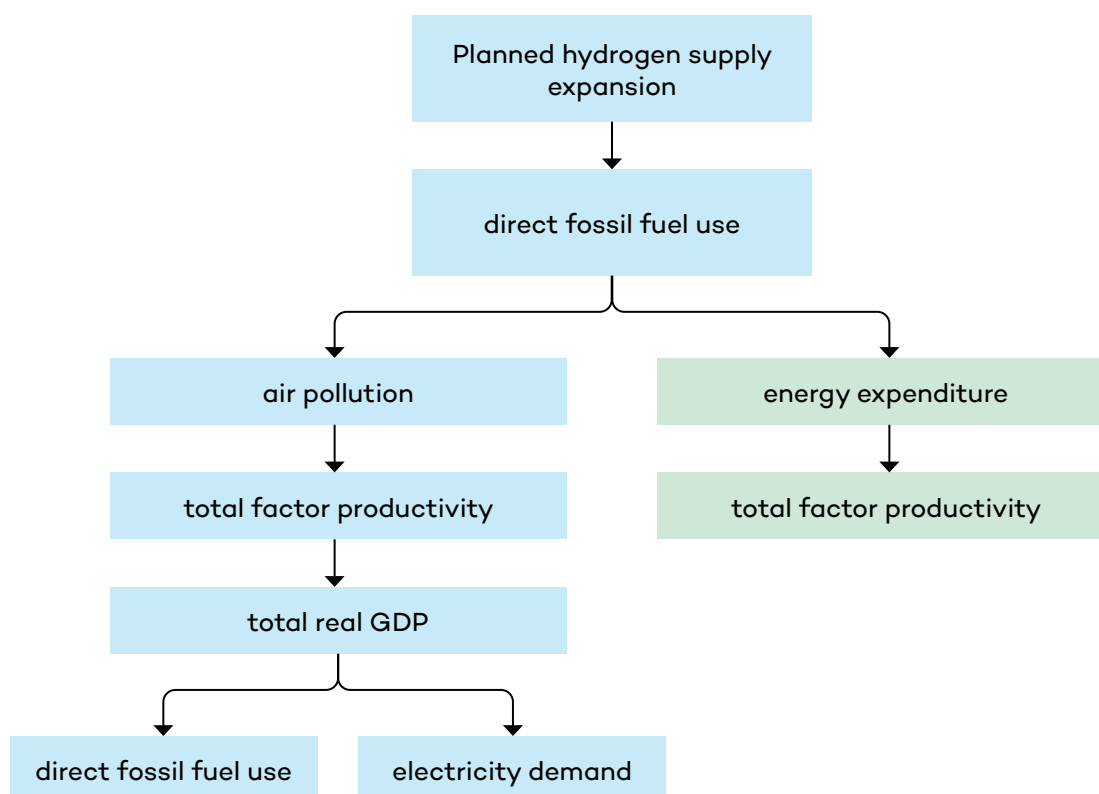 Planned hydrogen supply
expansion
direct fossil fuel use
air pollution
energy expenditure
total factor productivity
total factor productivity
total real GDP
direct fossil fuel use
electricity demand